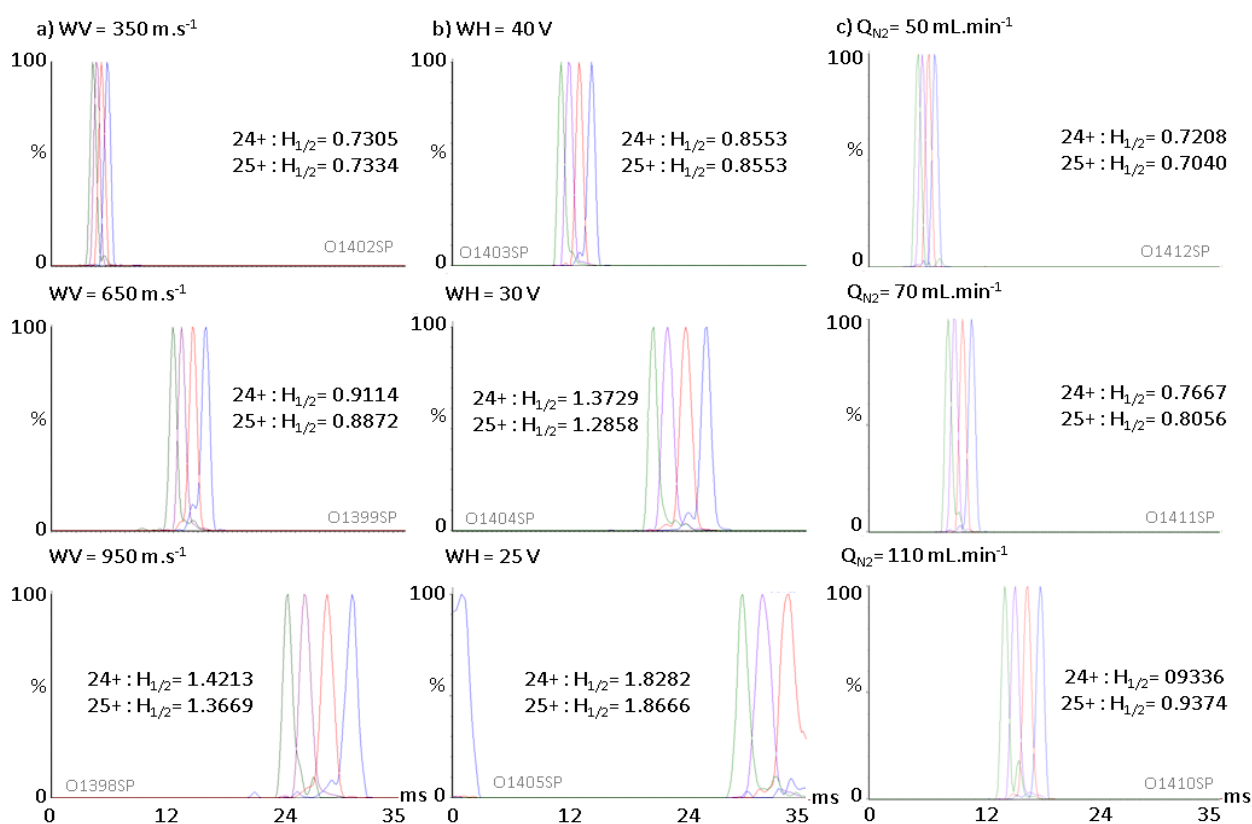 a) WV = 350 m.s-1
100
%
0
24+ : H1/2= 0.7305
25+ : H1/2= 0.7334
O1402SP
b) WH = 40 V
100
%
0
24+ : H1/2= 0.8553
25+ : H1/2= 0.8553
O1403SP
c) QN2= 50 mL.min-1
100
%
0
24+ : H1/2= 0.7208
25+ : H1/2= 0.7040
O1412SP
WV = 650 m.s-1
100
%
0
24+ : H1/2= 0.9114
25+ : H1/2= 0.8872
O1399SP
WH = 30 V
100
%
0
24+ : H1/2= 1.3729
25+ : H1/2= 1.2858
O1404SP
QN2= 70 mL.min-1
100
%
0
24+ : H1/2= 0.7667
25+ : H1/2= 0.8056
O1411SP
WV = 950 m.s-1
100
%
0
24+ : H1/2= 1.4213
25+ : H1/2= 1.3669
O1398SP
0 12 24 35 ms
WH = 25 V
100
%
0
24+ : H1/2= 1.8282
25+ : H1/2= 1.8666
O1405SP
0 12 24 35 ms
QN2= 110 mL.min-1
100
%
0
24+ : H1/2= 09336
25+ : H1/2= 0.9374
O1410SP
0 12 24 35 ms